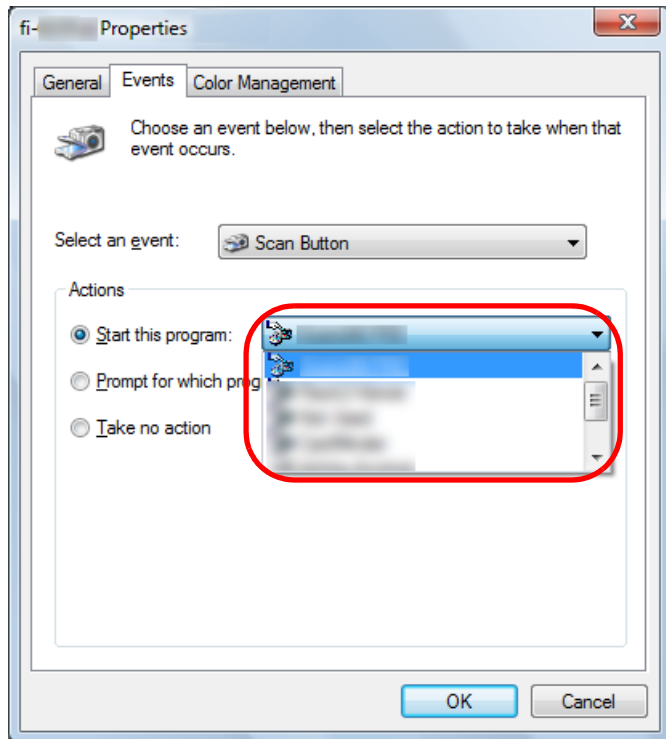 fi- Properties
General Events Color Management
Choose an event below, then select the action to take when that
event occurs.
Select an event: Scan Button
Actions
Start this program:
Prompt for which prog
Take no action
OK Cancel